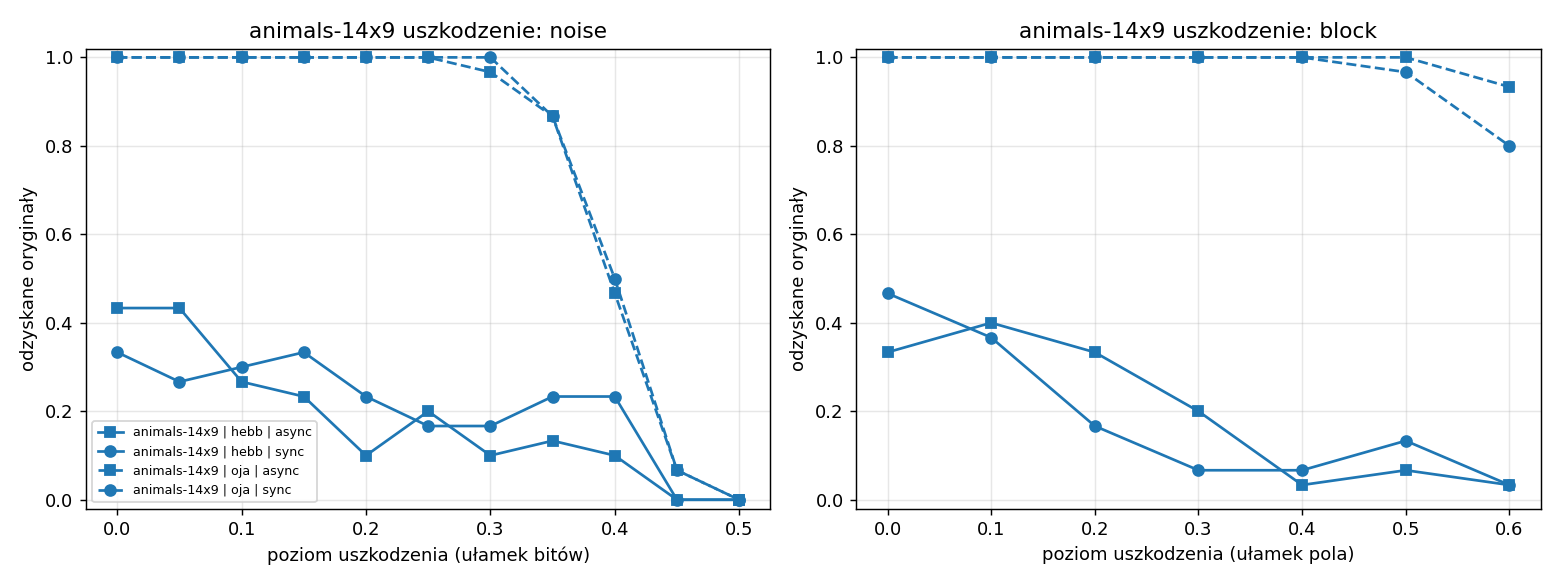 animals-14x9 uszkodzenie: noise
odzyskane oryginały
1.0
0.8
0.6
0.4
0.2
0.0
animals-14x9 | hebb | async
animals-14x9 | hebb | sync
animals-14x9 | oja | async
animals-14x9 | oja | sync
0.0 0.1 0.2 0.3 0.4 0.5
poziom uszkodzenia (ułamek bitów)
animals-14x9 uszkodzenie: block
odzyskane oryginały
1.0
0.8
0.6
0.4
0.2
0.0
0.0 0.1 0.2 0.3 0.4 0.5 0.6
poziom uszkodzenia (ułamek pola)